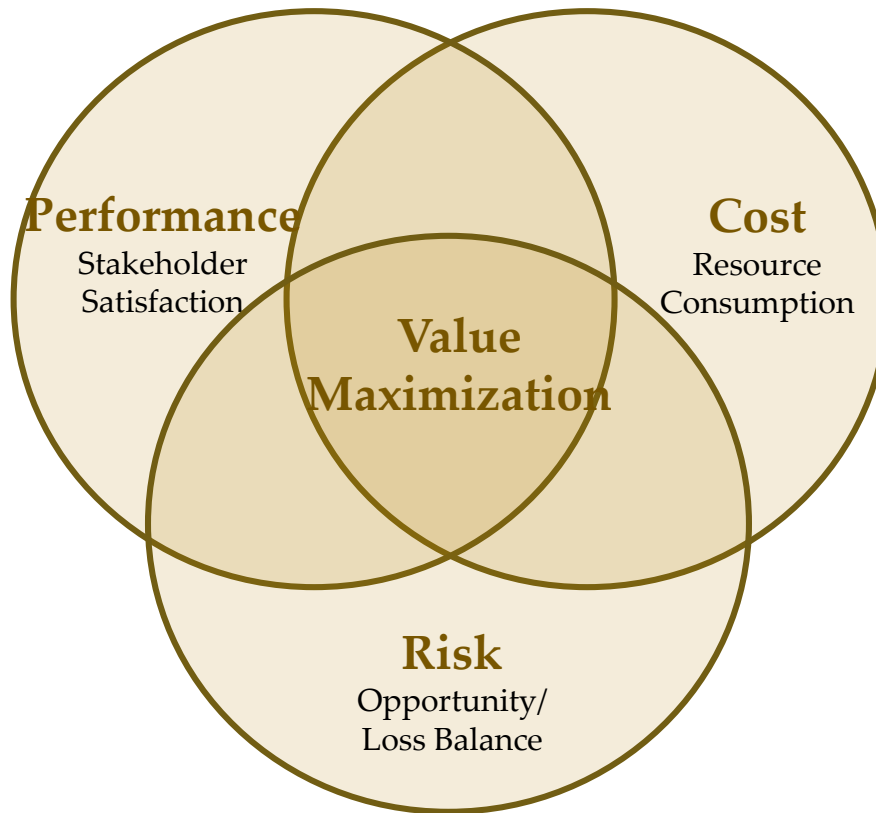 Performance
Stakeholder
Satisfaction
Cost
Resource
Consumption
Value
Maximization
Risk
Opportunity/
Loss Balance